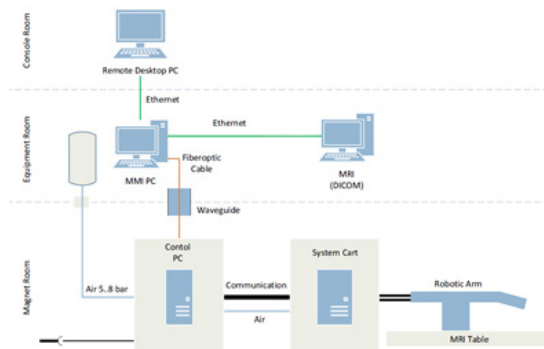 Console Room
Remote Desktop PC
Ethernet
Equipment Room
Ethernet
MMI PC
Fiberoptic
Cable
MRI
(DICOM)
Waveguide
Magnet Room
Contol
PC
System Cart
Air 5..8 bar
Communication
Air
Robotic Arm
MRI Table